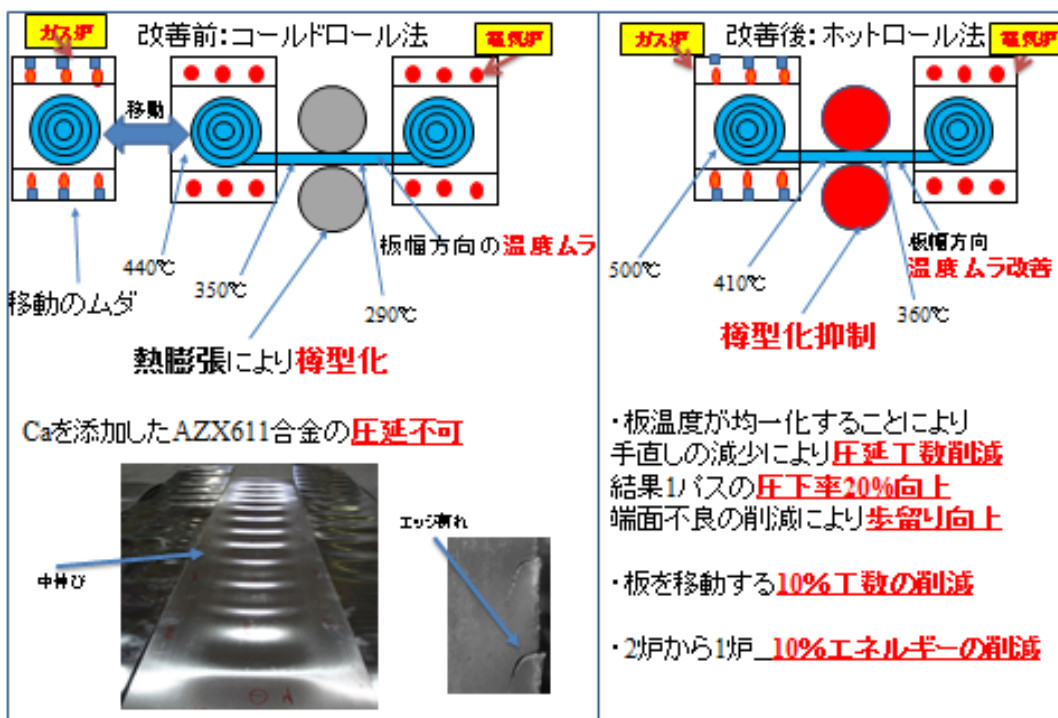 ガス炉
改善前:コールドロール法
電気炉
移動
440℃
350℃
290℃
板幅方向の温度ムラ
移動のムダ
熱膨張により樽型化
Caを添加したAZX611合金の圧延不可
中伸び
エッジ割れ
ガス炉
改善後:ホットロール法
電気炉
500℃
410℃
360℃
板幅方向
温度ムラ改善
樽型化抑制
・板温度が均一化することにより
手直しの減少により圧延工数削減
結果1パスの圧下率20%向上
端面不良の削減により歩留り向上
・板を移動する10%工数の削減
・2炉から1炉_10%エネルギーの削減